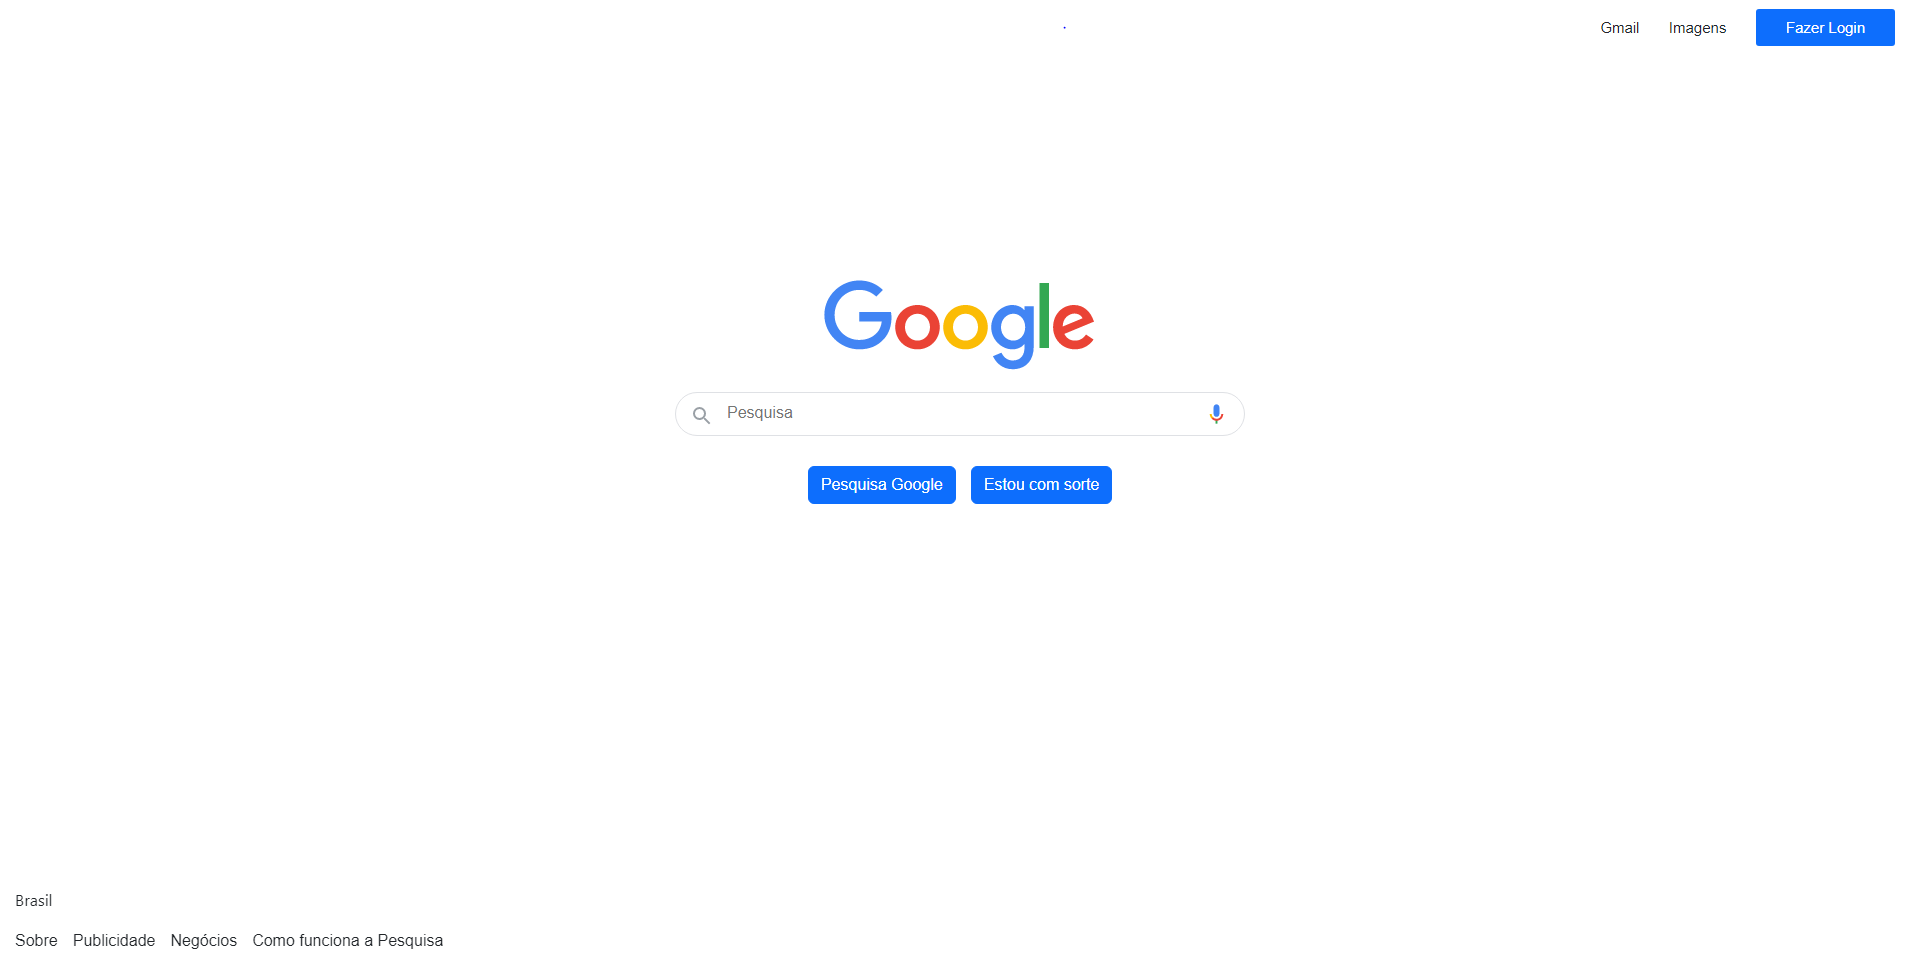 Gmail Imagens Fazer Login
Google
Pesquisa
Pesquisa Google Estou com sorte
Brasil
Sobre Publicidade Negócios Como funciona a Pesquisa